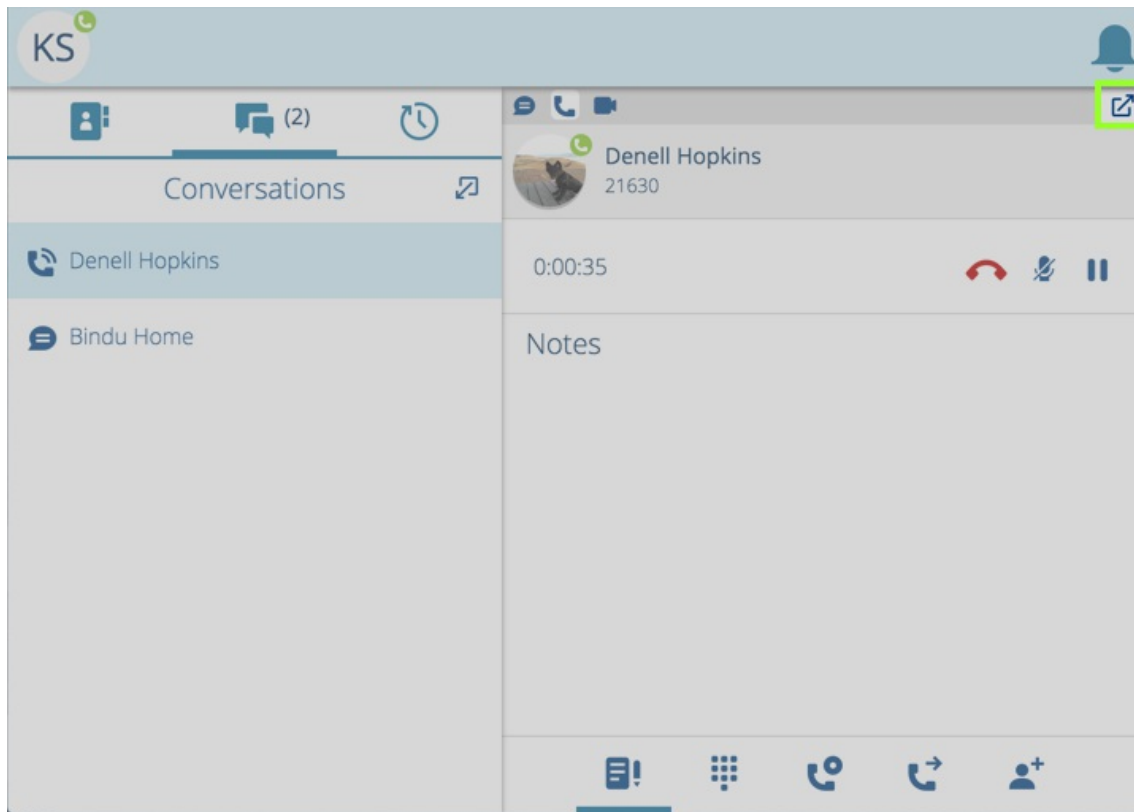 KS
(2)
Conversations
Denell Hopkins
Bindu Home
Denell Hopkins
21630
0:00:35
Notes